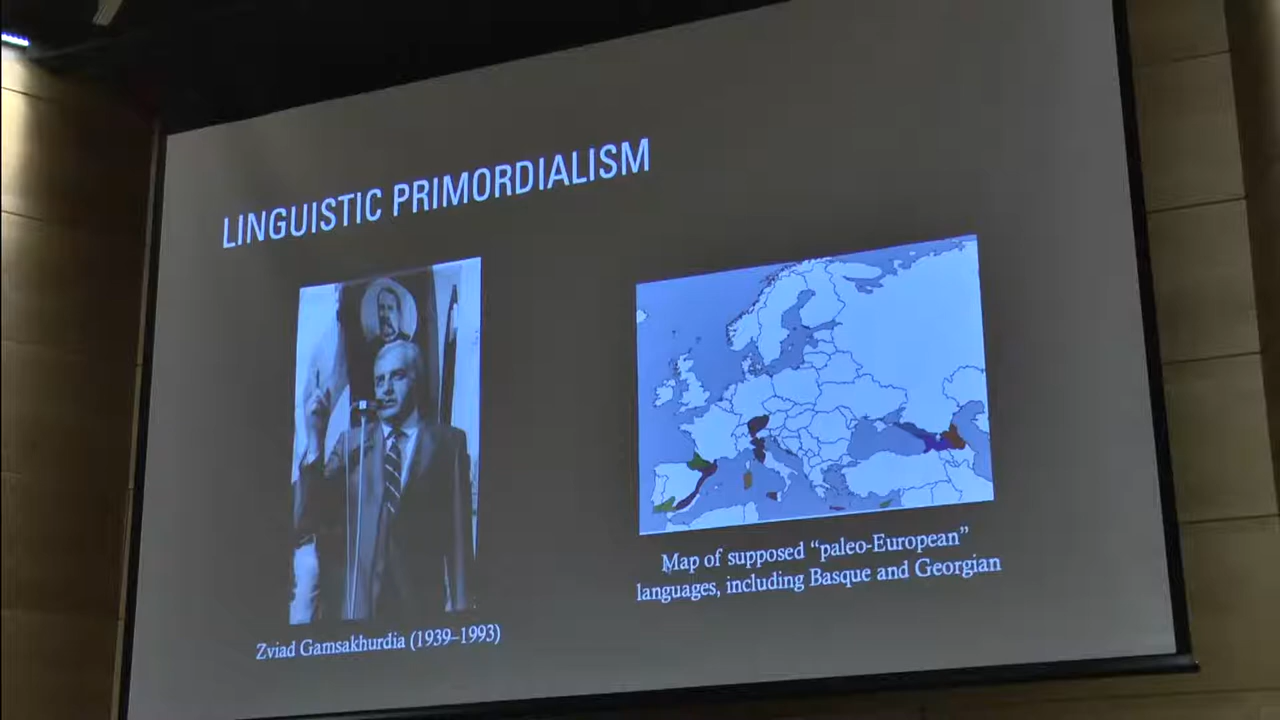 LINGUISTIC PRIMORDIALISM
Zviad Gamsakhurdia (1939–1993)
Map of supposed “paleo-European”
languages, including Basque and Georgian